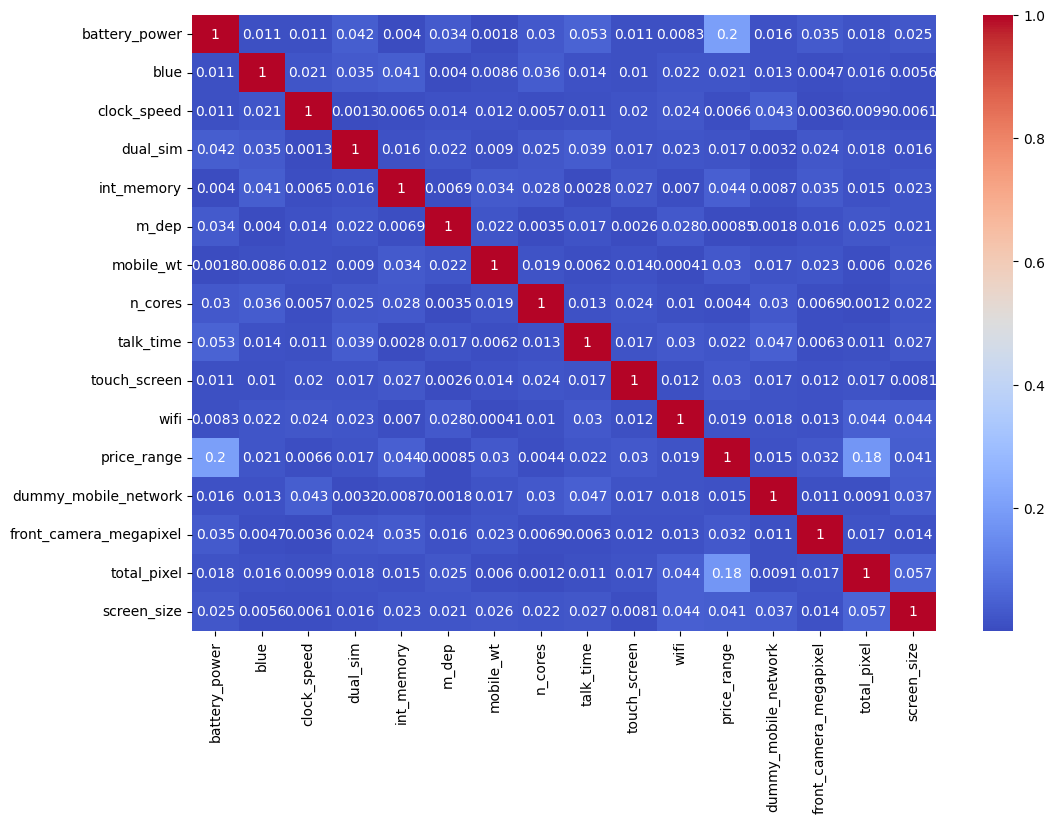 battery_power 1 0.011 0.011 0.042 0.004 0.034 0.0018 0.03 0.053 0.011 0.0083 0.2 0.016 0.035 0.018 0.025
blue 0.011 1 0.021 0.035 0.041 0.004 0.0086 0.036 0.014 0.01 0.022 0.021 0.013 0.0047 0.016 0.0056
clock_speed 0.011 0.021 1 0.0013 0.0065 0.014 0.012 0.0057 0.011 0.02 0.024 0.0066 0.043 0.0036 0.0099 0.0061
dual_sim 0.042 0.035 0.0013 1 0.016 0.022 0.009 0.025 0.039 0.017 0.023 0.017 0.0032 0.024 0.018 0.016
int_memory 0.004 0.041 0.0065 0.016 1 0.0069 0.034 0.028 0.0028 0.027 0.007 0.044 0.0087 0.035 0.015 0.023
m_dep 0.034 0.004 0.014 0.022 0.0069 1 0.022 0.0035 0.017 0.0026 0.028 0.00085 0.0018 0.016 0.025 0.021
mobile_wt 0.0018 0.0086 0.012 0.009 0.034 0.022 1 0.019 0.0062 0.014 0.00041 0.03 0.017 0.023 0.006 0.026
n_cores 0.03 0.036 0.0057 0.025 0.028 0.0035 0.019 1 0.013 0.024 0.01 0.0044 0.03 0.0069 0.0012 0.022
talk_time 0.053 0.014 0.011 0.039 0.0028 0.017 0.0062 0.013 1 0.017 0.03 0.022 0.047 0.0063 0.011 0.027
touch_screen 0.011 0.01 0.02 0.017 0.027 0.0026 0.014 0.024 0.017 1 0.012 0.03 0.017 0.012 0.017 0.0081
wifi 0.0083 0.022 0.024 0.023 0.007 0.028 0.00041 0.01 0.03 0.012 1 0.019 0.018 0.013 0.044 0.044
price_range 0.2 0.021 0.0066 0.017 0.044 0.00085 0.03 0.0044 0.022 0.03 0.019 1 0.015 0.032 0.18 0.041
dummy_mobile_network 0.016 0.013 0.043 0.0032 0.0087 0.0018 0.017 0.03 0.047 0.017 0.018 0.015 1 0.011 0.0091 0.037
front_camera_megapixel 0.035 0.0047 0.0036 0.024 0.035 0.016 0.023 0.0069 0.0063 0.012 0.013 0.032 0.011 1 0.017 0.014
total_pixel 0.018 0.016 0.0099 0.018 0.015 0.025 0.006 0.0012 0.011 0.017 0.044 0.18 0.0091 0.017 1 0.057
screen_size 0.025 0.0056 0.0061 0.016 0.023 0.021 0.026 0.022 0.027 0.0081 0.044 0.041 0.037 0.014 0.057 1
battery_power
blue
clock_speed
dual_sim
int_memory
m_dep
mobile_wt
n_cores
talk_time
touch_screen
wifi
price_range
dummy_mobile_network
front_camera_megapixel
total_pixel
screen_size
1.0
0.8
0.6
0.4
0.2